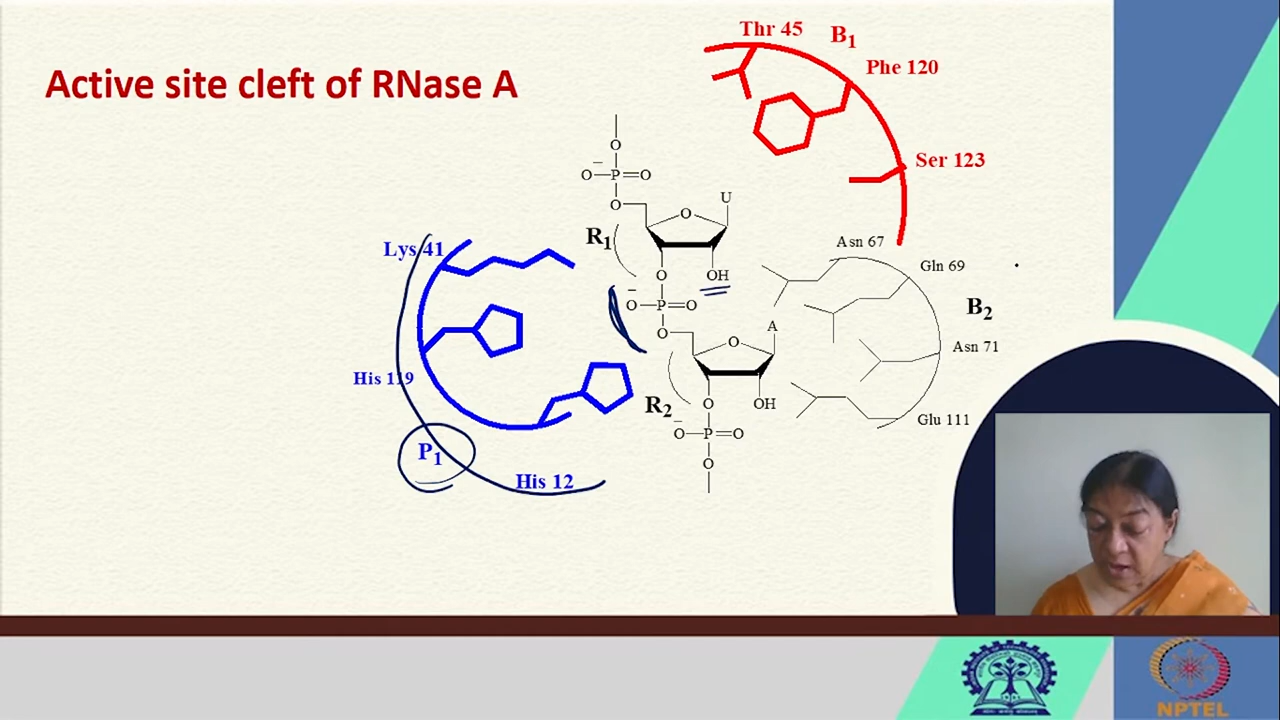 Active site cleft of RNase A
Thr 45
B1
Phe 120
Ser 123
O
O−P=O
−
O
O
U
R1
O
OH
Lys 41
Asn 67
Gln 69
B2
O−P=O
−
O
O
A
Asn 71
His 119
R2
O
OH
Glu 111
O−P=O
−
O
P1
His 12
NPTEL